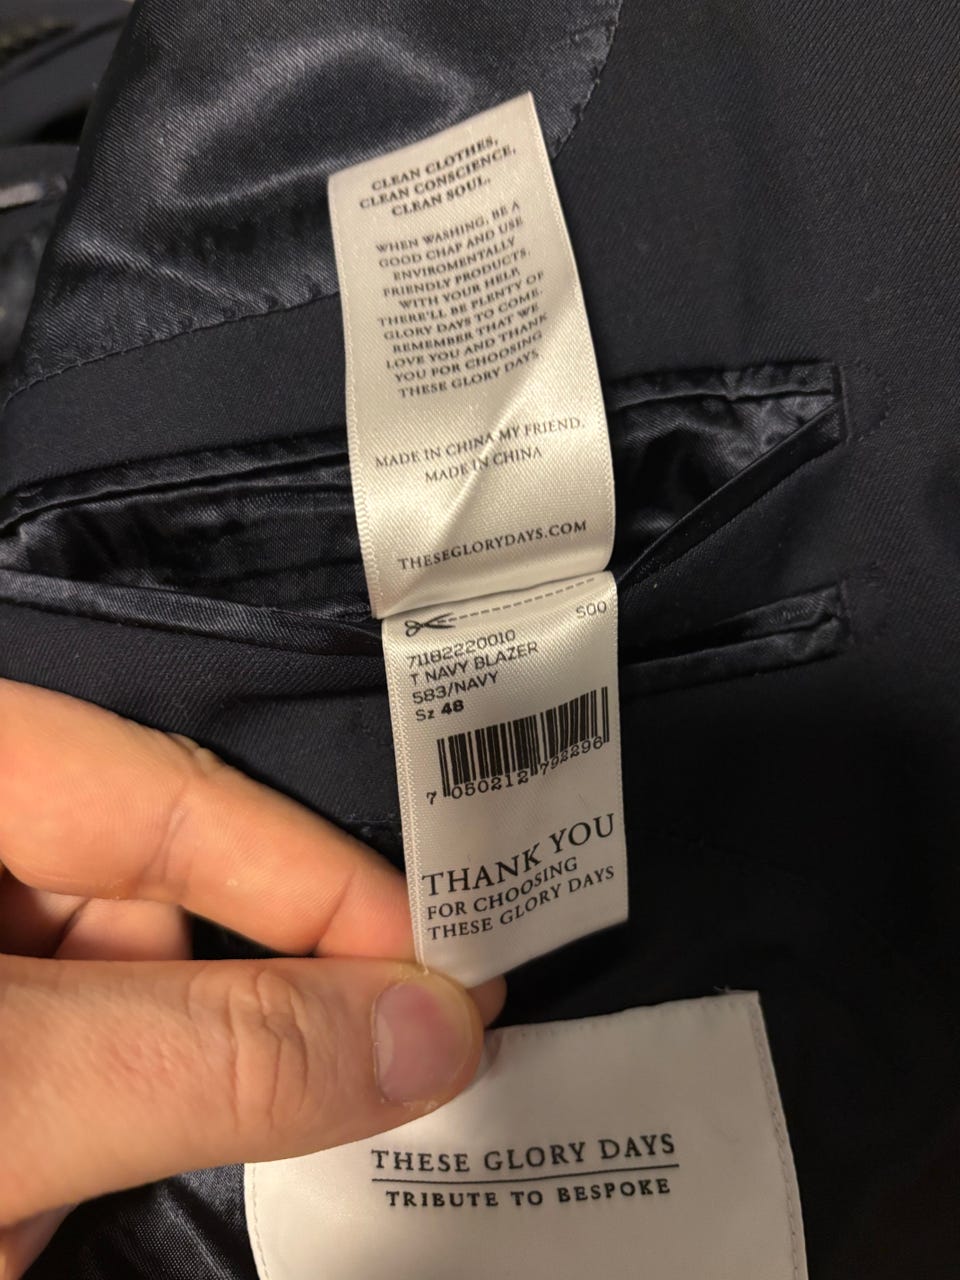 CLEAN CLOTHES,
CLEAN CONSCIENCE,
CLEAN SOUL.
WHEN WASHING, BE A
GOOD CHAP AND USE
ENVIROMENTALLY
FRIENDLY PRODUCTS.
WITH YOUR HELP,
THERE'LL BE PLENTY OF
GLORY DAYS TO COME.
REMEMBER THAT WE
LOVE YOU AND THANK
YOU FOR CHOOSING
THESE GLORY DAYS.
MADE IN CHINA MY FRIEND,
MADE IN CHINA
THESEGLORYDAYS.COM
S00
71182220010
T NAVY BLAZER
583/NAVY
Sz 48
7 050212 792296
THANK YOU
FOR CHOOSING
THESE GLORY DAYS
THESE GLORY DAYS
TRIBUTE TO BESPOKE